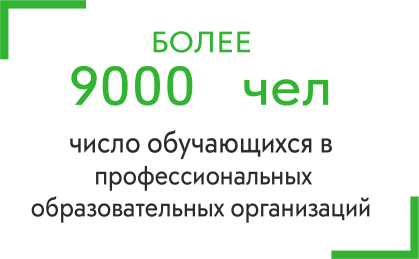 БОЛЕЕ
9000 чел
число обучающихся в
профессиональных
образовательных организаций